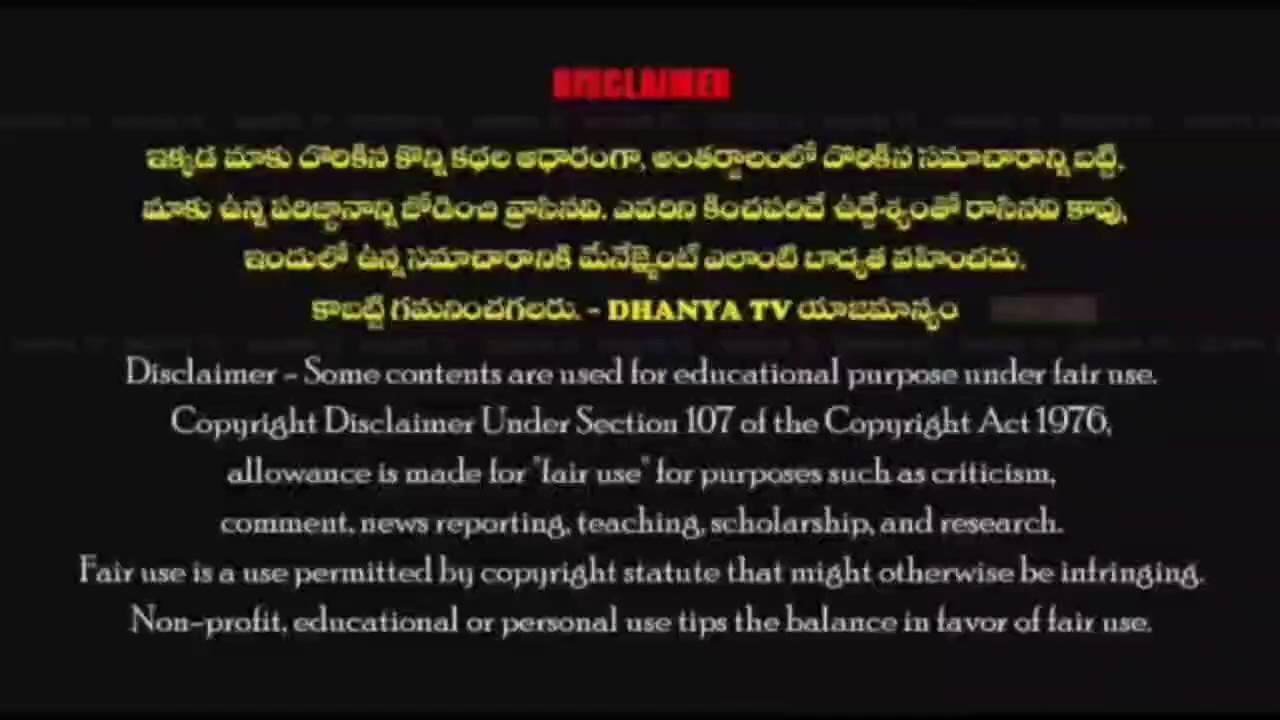 DISCLAIMER
ఇక్కడ మాకు దొరికిన కొన్ని కథల ఆధారంగా, అంతర్జాలంలో దొరికిన సమాచారాన్ని బట్టి,
మాకు ఉన్న పరిజ్ఞానాన్ని జోడించి వ్రాసినవి. ఎవరిని కించపరిచే ఉద్దేశ్యంతో రాసినవి కావు,
ఇందులో ఉన్న సమాచారానికి మేనేజ్మెంట్ ఎలాంటి బాధ్యత వహించదు.
కాబట్టి గమనించగలరు. - DHANYA TV యాజమాన్యం
Disclaimer - Some contents are used for educational purpose under fair use.
Copyright Disclaimer Under Section 107 of the Copyright Act 1976,
allowance is made for "fair use" for purposes such as criticism,
comment, news reporting, teaching, scholarship, and research.
Fair use is a use permitted by copyright statute that might otherwise be infringing.
Non-profit, educational or personal use tips the balance in favor of fair use.